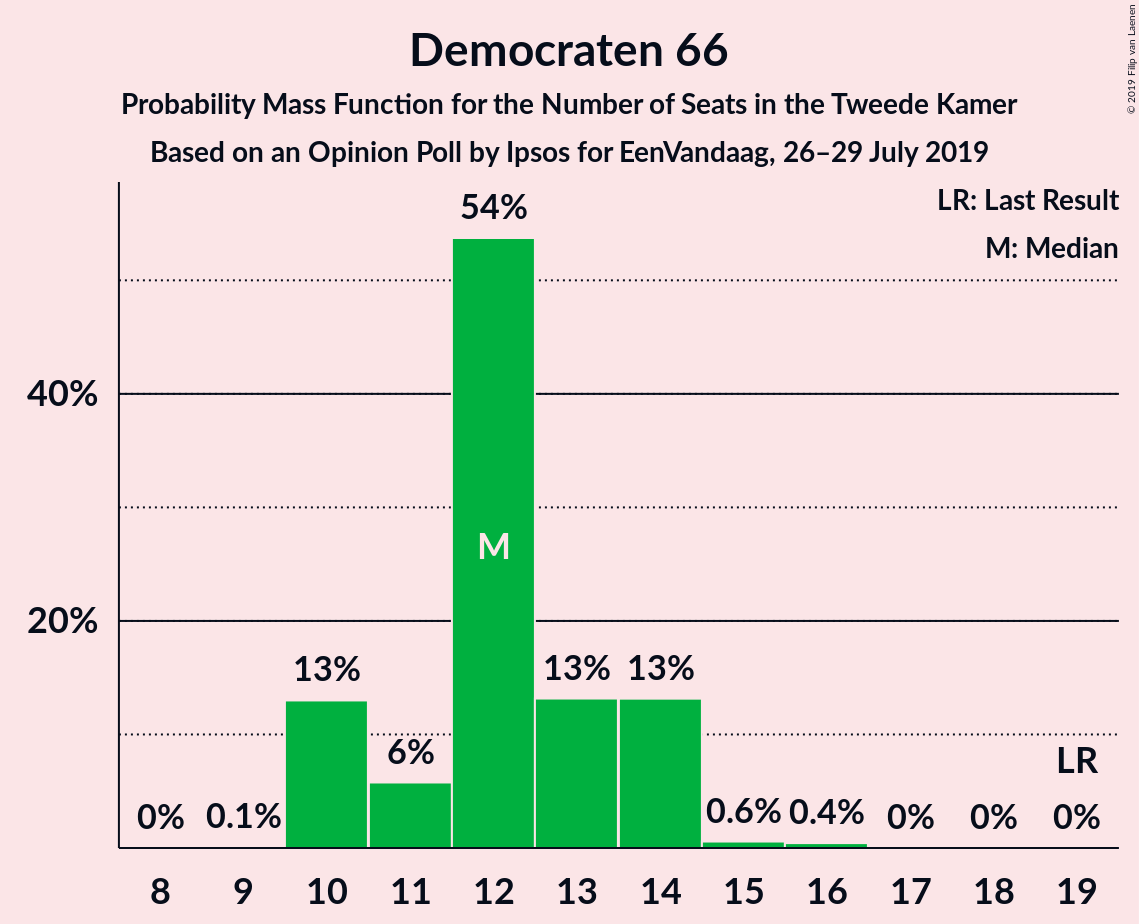 Democraten 66
Probability Mass Function for the Number of Seats in the Tweede Kamer
Based on an Opinion Poll by Ipsos for EenVandaag, 26–29 July 2019
© 2019 Filip van Laenen
LR: Last Result
M: Median
54%
40%
M
20%
13%
13%
13%
6%
LR
0%
0.1%
0.6%
0.4%
0%
0%
0%
8 9 10 11 12 13 14 15 16 17 18 19